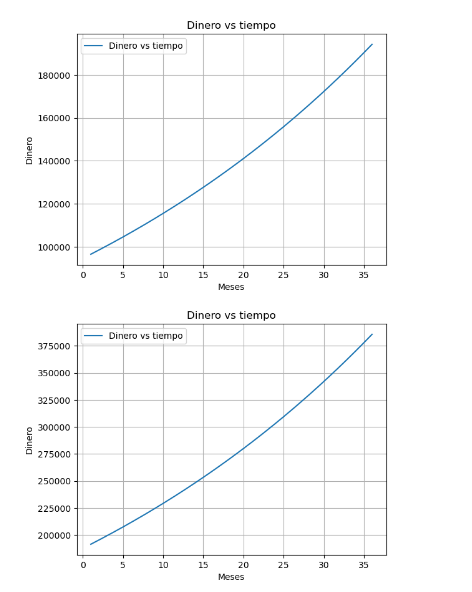 Dinero vs tiempo
Dinero vs tiempo
180000
160000
140000
120000
100000
Dinero
0 5 10 15 20 25 30 35
Meses
Dinero vs tiempo
Dinero vs tiempo
375000
350000
325000
300000
275000
250000
225000
200000
Dinero
0 5 10 15 20 25 30 35
Meses